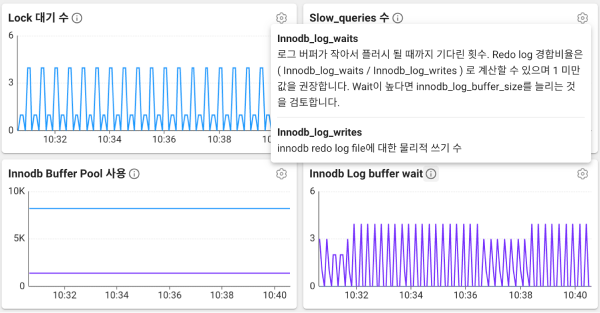 Lock 대기 수
Slow_queries 수
6
3
0
10:32
10:34
10:36
10:38
Innodb_log_waits
로그 버퍼가 작아서 플러시 될 때까지 기다린 횟수. Redo log 경합비율은
( Innodb_log_waits / Innodb_log_writes ) 로 계산할 수 있으며 1 미만
값을 권장합니다. Wait이 높다면 innodb_log_buffer_size를 늘리는 것
을 검토합니다.
Innodb_log_writes
innodb redo log file에 대한 물리적 쓰기 수
Innodb Buffer Pool 사용
10K
5K
0
10:32
10:34
10:36
10:38
10:40
Innodb Log buffer wait
6
3
0
10:32
10:34
10:36
10:38
10:40